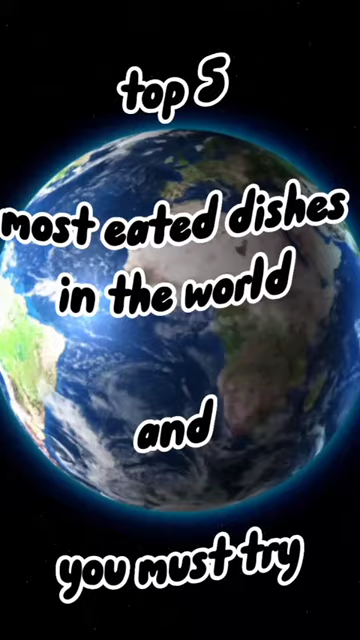 top 5
most eated dishes
in the world
and
you must try